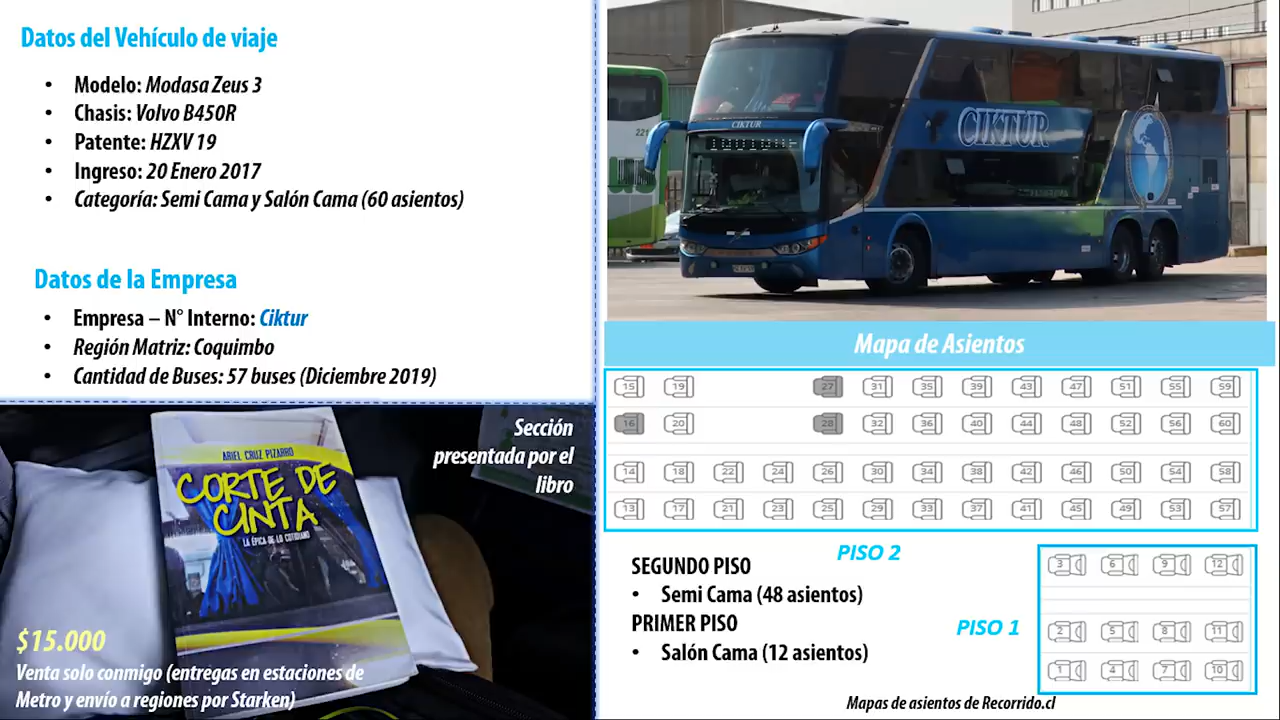 Datos del Vehículo de viaje
• Modelo: Modasa Zeus 3
• Chasis: Volvo B450R
• Patente: HZXV 19
• Ingreso: 20 Enero 2017
• Categoría: Semi Cama y Salón Cama (60 asientos)
Datos de la Empresa
• Empresa – N° Interno: Ciktur
• Región Matriz: Coquimbo
• Cantidad de Buses: 57 buses (Diciembre 2019)
Sección
presentada por el
libro
ARIEL CRUZ PIZARRO
CORTE DE
CINTA
LA ÉPICA DE LO COTIDIANO
$15.000
Venta solo conmigo (entregas en estaciones de
Metro y envío a regiones por Starken)
CIKTUR
CIKTUR
Mapa de Asientos
15 19 27 31 35 39 43 47 51 55 59
16 20 28 32 36 40 44 48 52 56 60
14 18 22 24 26 30 34 38 42 46 50 54 58
13 17 21 23 25 29 33 37 41 45 49 53 57
PISO 2
SEGUNDO PISO
• Semi Cama (48 asientos)
PRIMER PISO
• Salón Cama (12 asientos)
PISO 1
3 6 9 12
2 5 8 11
1 4 7 10
Mapas de asientos de Recorrido.cl